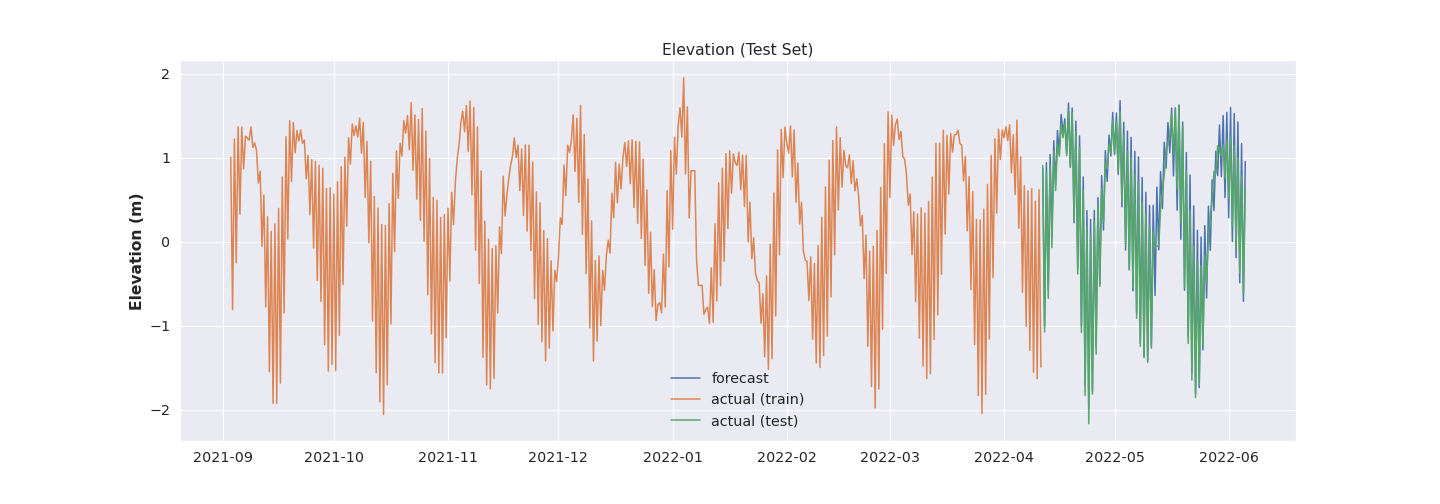 Elevation (Test Set)
Elevation (m)
2
1
0
−1
−2
forecast
actual (train)
actual (test)
2021-09 2021-10 2021-11 2021-12 2022-01 2022-02 2022-03 2022-04 2022-05 2022-06